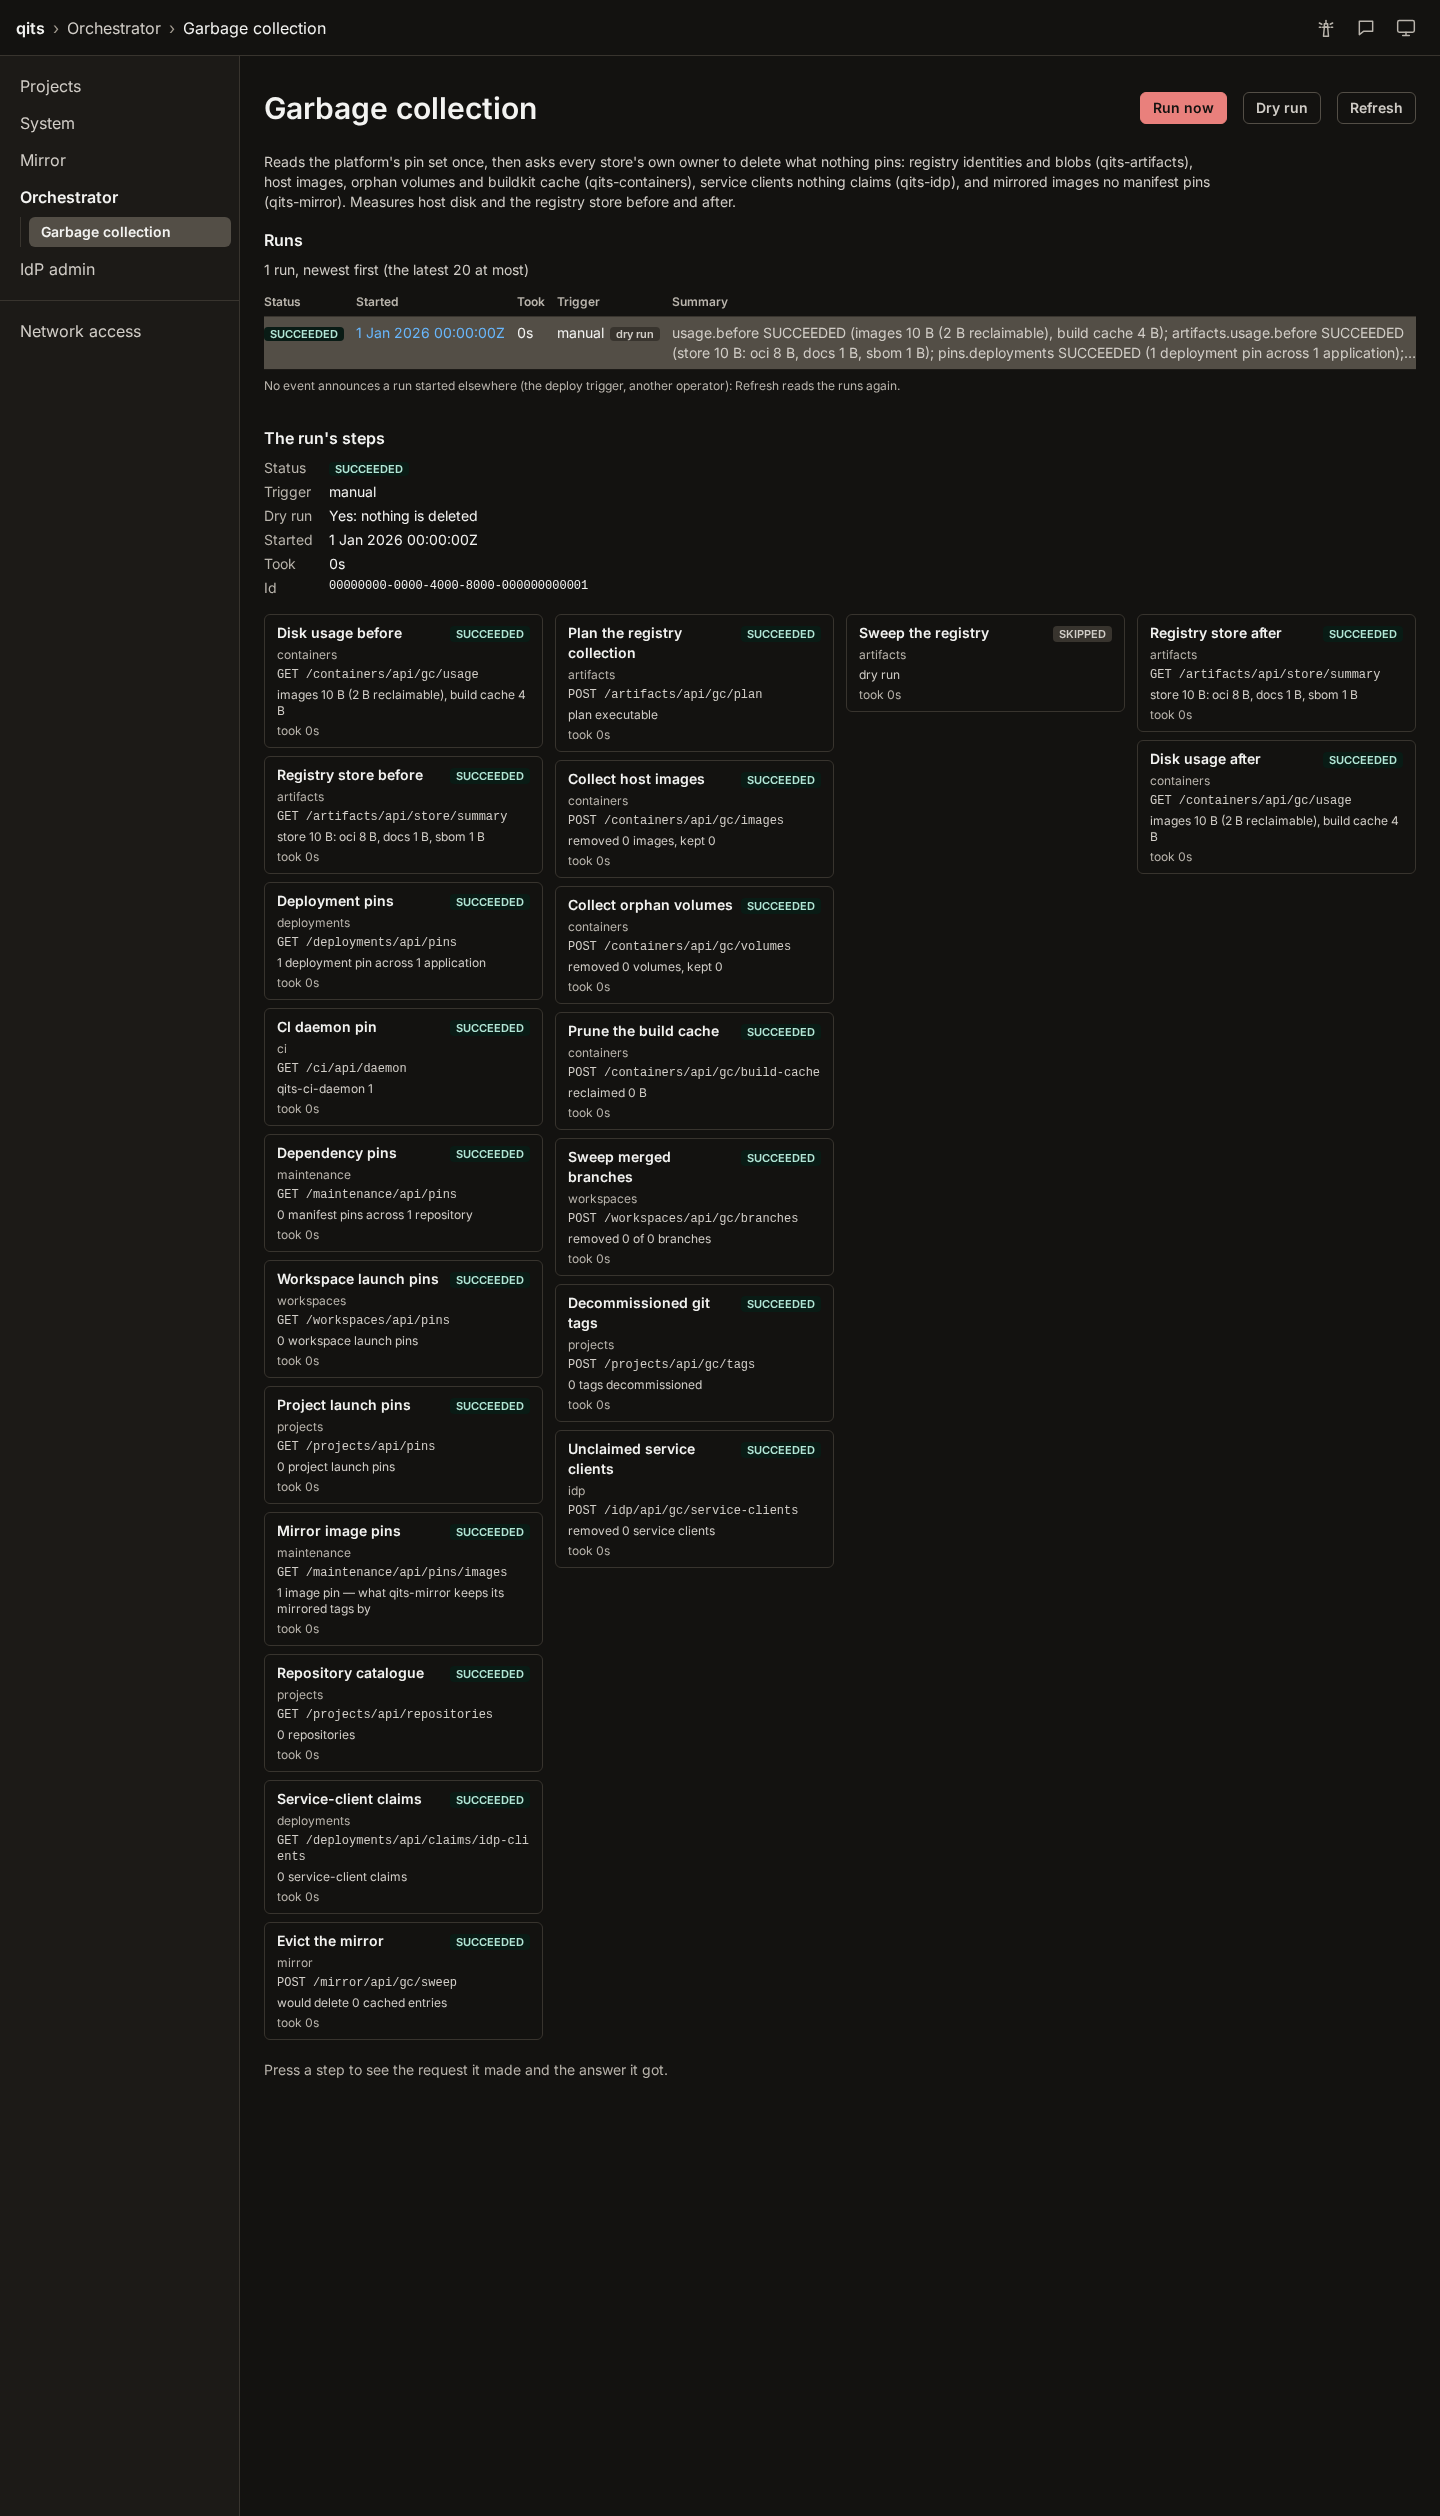 qits › Orchestrator › Garbage collection
Projects
System
Mirror
Orchestrator
Garbage collection
IdP admin
Network access
Garbage collection
Run now
Dry run
Refresh
Reads the platform's pin set once, then asks every store's own owner to delete what nothing pins: registry identities and blobs (qits-artifacts),
host images, orphan volumes and buildkit cache (qits-containers), service clients nothing claims (qits-idp), and mirrored images no manifest pins
(qits-mirror). Measures host disk and the registry store before and after.
Runs
1 run, newest first (the latest 20 at most)
Status Started Took Trigger Summary
SUCCEEDED 1 Jan 2026 00:00:00Z 0s manual dry run usage.before SUCCEEDED (images 10 B (2 B reclaimable), build cache 4 B); artifacts.usage.before SUCCEEDED
(store 10 B: oci 8 B, docs 1 B, sbom 1 B); pins.deployments SUCCEEDED (1 deployment pin across 1 application);...
No event announces a run started elsewhere (the deploy trigger, another operator): Refresh reads the runs again.
The run's steps
Status SUCCEEDED
Trigger manual
Dry run Yes: nothing is deleted
Started 1 Jan 2026 00:00:00Z
Took 0s
Id 00000000-0000-4000-8000-000000000001
Disk usage before SUCCEEDED
containers
GET /containers/api/gc/usage
images 10 B (2 B reclaimable), build cache 4
B
took 0s
Registry store before SUCCEEDED
artifacts
GET /artifacts/api/store/summary
store 10 B: oci 8 B, docs 1 B, sbom 1 B
took 0s
Deployment pins SUCCEEDED
deployments
GET /deployments/api/pins
1 deployment pin across 1 application
took 0s
CI daemon pin SUCCEEDED
ci
GET /ci/api/daemon
qits-ci-daemon 1
took 0s
Dependency pins SUCCEEDED
maintenance
GET /maintenance/api/pins
0 manifest pins across 1 repository
took 0s
Workspace launch pins SUCCEEDED
workspaces
GET /workspaces/api/pins
0 workspace launch pins
took 0s
Project launch pins SUCCEEDED
projects
GET /projects/api/pins
0 project launch pins
took 0s
Mirror image pins SUCCEEDED
maintenance
GET /maintenance/api/pins/images
1 image pin — what qits-mirror keeps its
mirrored tags by
took 0s
Repository catalogue SUCCEEDED
projects
GET /projects/api/repositories
0 repositories
took 0s
Service-client claims SUCCEEDED
deployments
GET /deployments/api/claims/idp-cli
ents
0 service-client claims
took 0s
Evict the mirror SUCCEEDED
mirror
POST /mirror/api/gc/sweep
would delete 0 cached entries
took 0s
Plan the registry SUCCEEDED
collection
artifacts
POST /artifacts/api/gc/plan
plan executable
took 0s
Collect host images SUCCEEDED
containers
POST /containers/api/gc/images
removed 0 images, kept 0
took 0s
Collect orphan volumes SUCCEEDED
containers
POST /containers/api/gc/volumes
removed 0 volumes, kept 0
took 0s
Prune the build cache SUCCEEDED
containers
POST /containers/api/gc/build-cache
reclaimed 0 B
took 0s
Sweep merged SUCCEEDED
branches
workspaces
POST /workspaces/api/gc/branches
removed 0 of 0 branches
took 0s
Decommissioned git SUCCEEDED
tags
projects
POST /projects/api/gc/tags
0 tags decommissioned
took 0s
Unclaimed service SUCCEEDED
clients
idp
POST /idp/api/gc/service-clients
removed 0 service clients
took 0s
Sweep the registry SKIPPED
artifacts
dry run
took 0s
Registry store after SUCCEEDED
artifacts
GET /artifacts/api/store/summary
store 10 B: oci 8 B, docs 1 B, sbom 1 B
took 0s
Disk usage after SUCCEEDED
containers
GET /containers/api/gc/usage
images 10 B (2 B reclaimable), build cache 4
B
took 0s
Press a step to see the request it made and the answer it got.